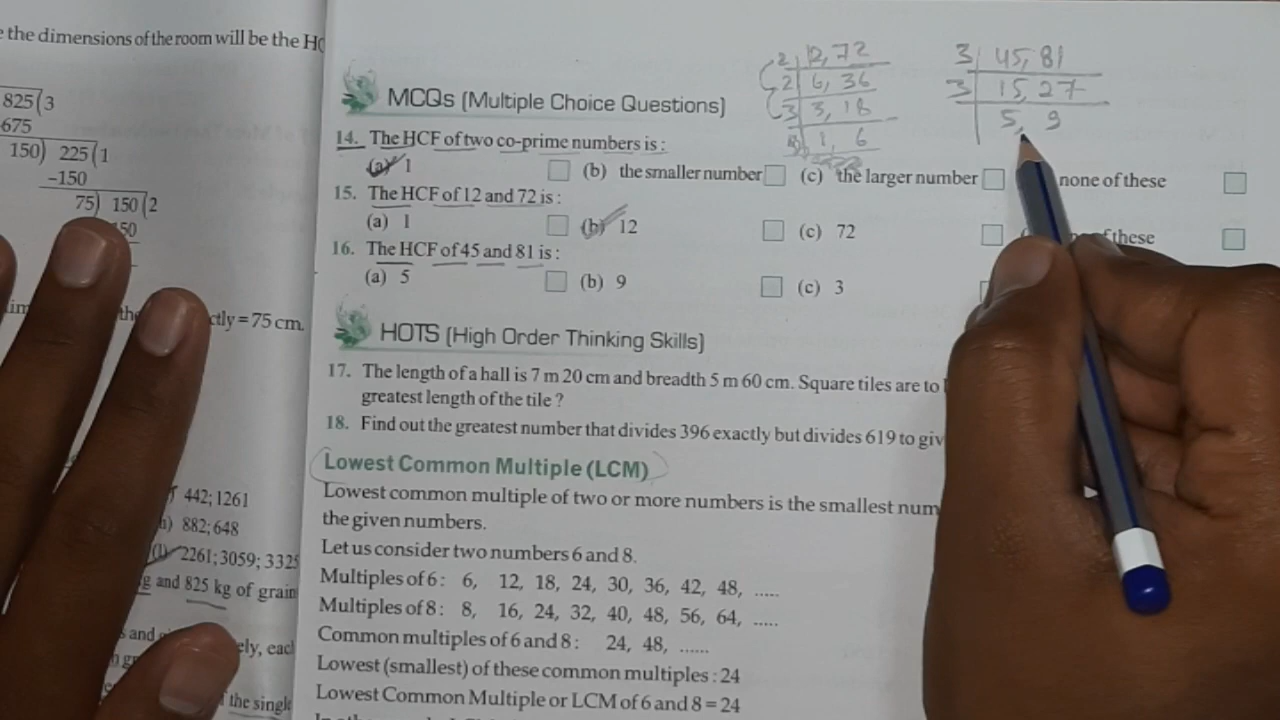 e the dimensions of the room will be the HC
825(3
675
150) 225(1
-150
75) 150(2
150
ctly = 75 cm.
442; 1261
882; 648
(l) 2261; 3059; 3325
g and 825 kg of grain
s and
ely, each
the singl
2 | 12, 72
2 | 6, 36
3 | 3, 18
1, 6
3 | 45, 81
3 | 15, 27
5, 9
MCQs (Multiple Choice Questions)
14. The HCF of two co-prime numbers is :
(a) 1 (b) the smaller number (c) the larger number none of these
15. The HCF of 12 and 72 is :
(a) 1 (b) 12 (c) 72 these
16. The HCF of 45 and 81 is :
(a) 5 (b) 9 (c) 3
HOTS (High Order Thinking Skills)
17. The length of a hall is 7 m 20 cm and breadth 5 m 60 cm. Square tiles are to
greatest length of the tile ?
18. Find out the greatest number that divides 396 exactly but divides 619 to giv
Lowest Common Multiple (LCM)
Lowest common multiple of two or more numbers is the smallest num
the given numbers.
Let us consider two numbers 6 and 8.
Multiples of 6 : 6, 12, 18, 24, 30, 36, 42, 48, .....
Multiples of 8 : 8, 16, 24, 32, 40, 48, 56, 64, .....
Common multiples of 6 and 8 : 24, 48, ......
Lowest (smallest) of these common multiples : 24
Lowest Common Multiple or LCM of 6 and 8 = 24